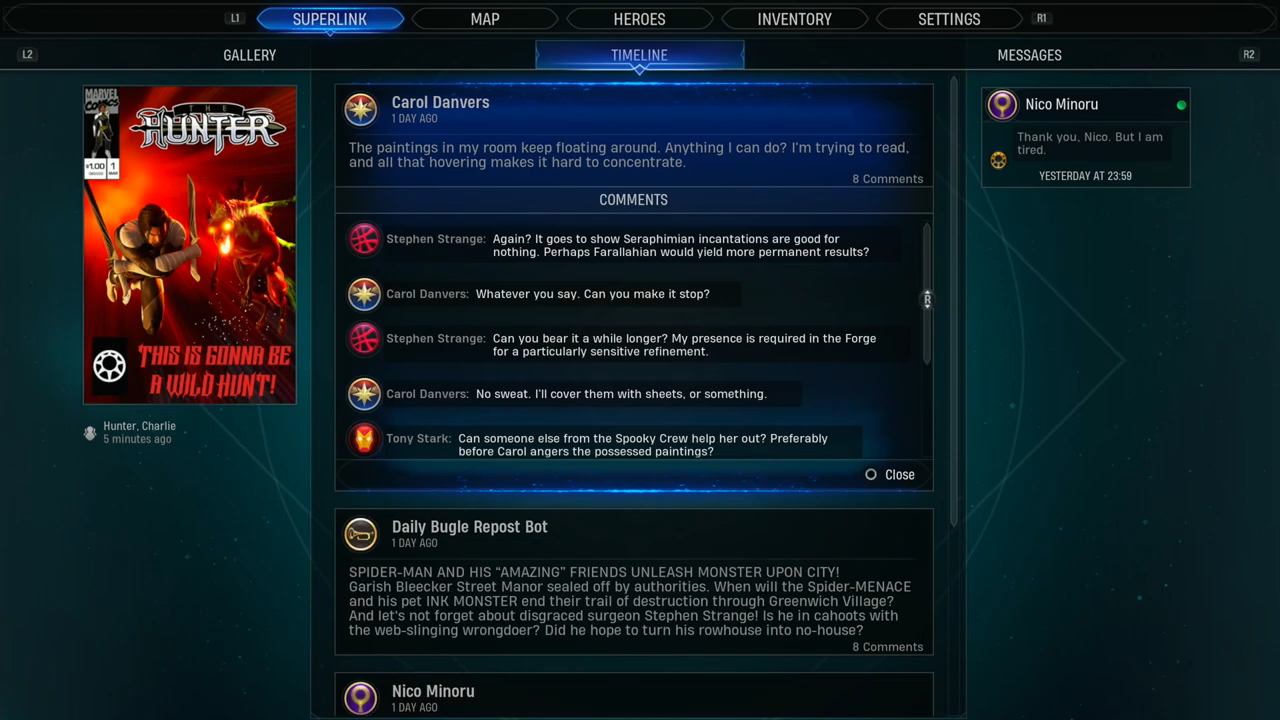 L1
SUPERLINK
MAP
HEROES
INVENTORY
SETTINGS
R1
L2
GALLERY
TIMELINE
MESSAGES
R2
MARVEL
COMICS
$1.00
1
THE
HUNTER
THIS IS GONNA BE
A WILD HUNT!
Hunter, Charlie
5 minutes ago
Carol Danvers
1 DAY AGO
The paintings in my room keep floating around. Anything I can do? I'm trying to read,
and all that hovering makes it hard to concentrate.
8 Comments
COMMENTS
Stephen Strange: Again? It goes to show Seraphimian incantations are good for
nothing. Perhaps Farallahian would yield more permanent results?
Carol Danvers: Whatever you say. Can you make it stop?
R
Stephen Strange: Can you bear it a while longer? My presence is required in the Forge
for a particularly sensitive refinement.
Carol Danvers: No sweat. I'll cover them with sheets, or something.
Tony Stark: Can someone else from the Spooky Crew help her out? Preferably
before Carol angers the possessed paintings?
Close
Daily Bugle Repost Bot
1 DAY AGO
SPIDER-MAN AND HIS “AMAZING” FRIENDS UNLEASH MONSTER UPON CITY!
Garish Bleecker Street Manor sealed off by authorities. When will the Spider-MENACE
and his pet INK MONSTER end their trail of destruction through Greenwich Village?
And let's not forget about disgraced surgeon Stephen Strange! Is he in cahoots with
the web-slinging wrongdoer? Did he hope to turn his rowhouse into no-house?
8 Comments
Nico Minoru
1 DAY AGO
Nico Minoru
Thank you, Nico. But I am
tired.
YESTERDAY AT 23:59